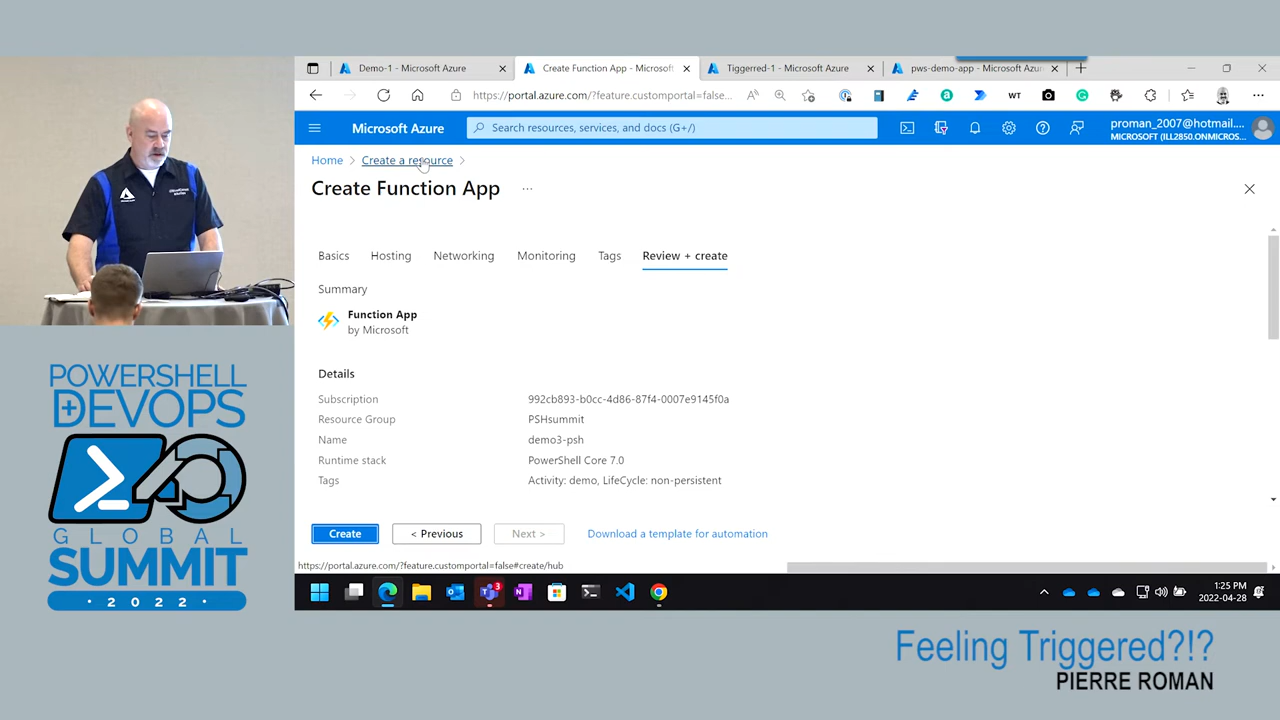 Demo-1 - Microsoft Azure
Create Function App - Microsof
Tiggerred-1 - Microsoft Azure
pws-demo-app - Microsoft Azu
https://portal.azure.com/?feature.customportal=false...
WT
Microsoft Azure
Search resources, services, and docs (G+/)
proman_2007@hotmail....
MICROSOFT (ILL2850.ONMICROS...
Home > Create a resource >
Create Function App ...
Basics Hosting Networking Monitoring Tags Review + create
Summary
Function App
by Microsoft
Details
Subscription 992cb893-b0cc-4d86-87f4-0007e9145f0a
Resource Group PSHsummit
Name demo3-psh
Runtime stack PowerShell Core 7.0
Tags Activity: demo, LifeCycle: non-persistent
Create < Previous Next > Download a template for automation
https://portal.azure.com/?feature.customportal=false#create/hub
3
1:25 PM
2022-04-28
POWERSHELL
+ DEVOPS
GLOBAL
SUMMIT
· 2 0 2 2 ·
Feeling Triggered?!?
PIERRE ROMAN